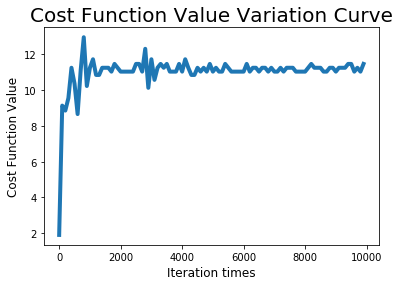 Cost Function Value Variation Curve
12
10
8
6
4
2
Cost Function Value
0 2000 4000 6000 8000 10000
Iteration times